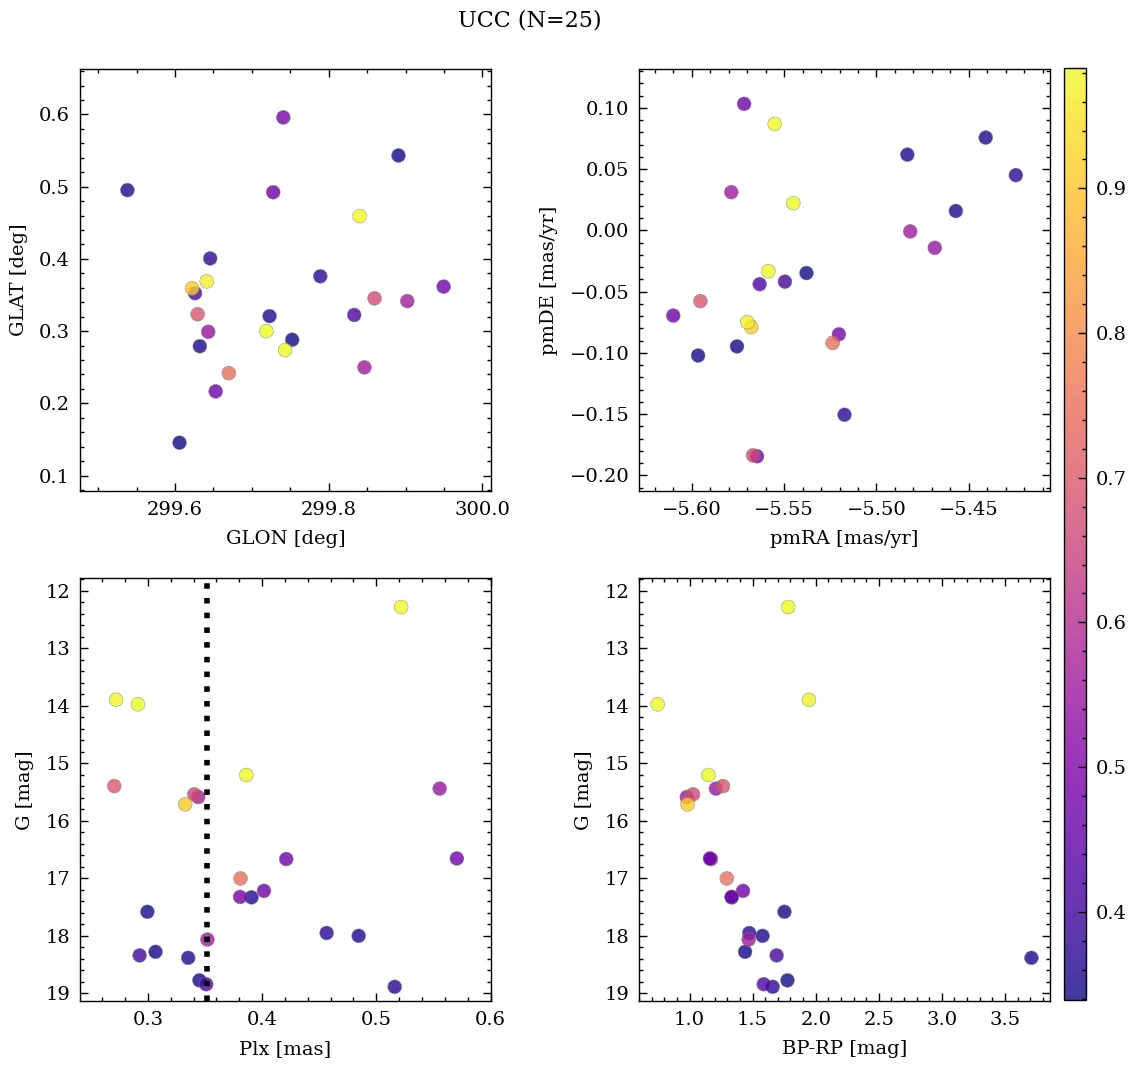 UCC (N=25)
0.6
0.5
0.4
0.3
0.2
0.1
GLAT [deg]
299.6 299.8 300.0
GLON [deg]
0.10
0.05
0.00
−0.05
−0.10
−0.15
−0.20
pmDE [mas/yr]
−5.60 −5.55 −5.50 −5.45
pmRA [mas/yr]
12
13
14
15
16
17
18
19
G [mag]
0.3 0.4 0.5 0.6
Plx [mas]
12
13
14
15
16
17
18
19
G [mag]
1.0 1.5 2.0 2.5 3.0 3.5
BP-RP [mag]
0.9
0.8
0.7
0.6
0.5
0.4